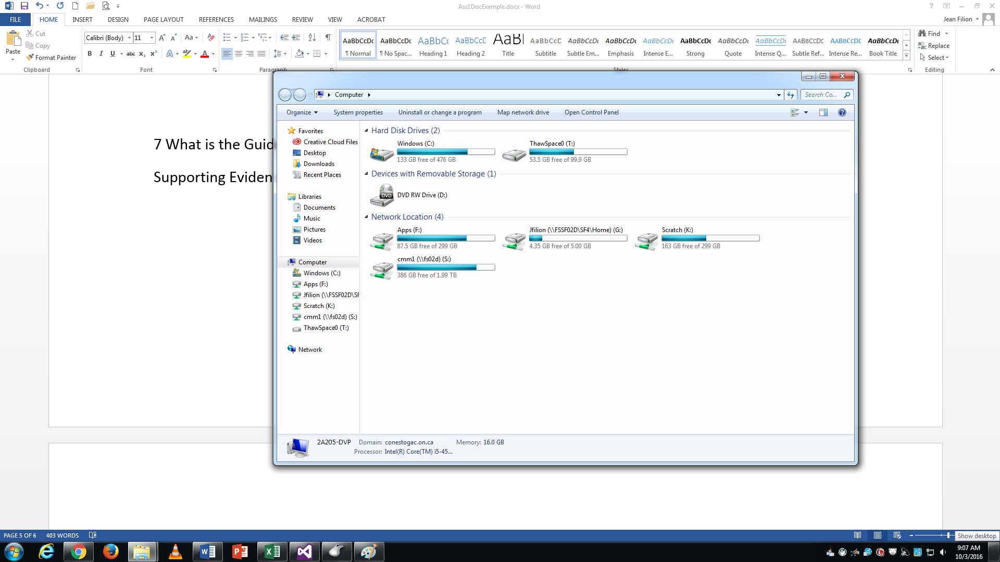 Ass1DocExample.docx - Word
FILE HOME INSERT DESIGN PAGE LAYOUT REFERENCES MAILINGS REVIEW VIEW ACROBAT
Jean Filion
Paste
Cut
Copy
Format Painter
Clipboard
Calibri (Body) 11
Font
Paragraph
AaBbCcDc AaBbCcDc AaBbCc AaBbCcD AaBl AaBbCcD AaBbCcDc AaBbCcDc AaBbCcDc AaBbCcDc AaBbCcDc AaBbCcDc AABBCCDE AABBCCDE AaBbCcDc
¶ Normal ¶ No Spac... Heading 1 Heading 2 Title Subtitle Subtle Em... Emphasis Intense E... Strong Quote Intense Q... Subtle Ref... Intense Re... Book Title
Styles
Find
Replace
Select
Editing
7 What is the Guid
Supporting Eviden
Computer
Search Co...
Organize System properties Uninstall or change a program Map network drive Open Control Panel
Favorites
Creative Cloud Files
Desktop
Downloads
Recent Places
Libraries
Documents
Music
Pictures
Videos
Computer
Windows (C:)
Apps (F:)
Jfilion (\\FSSF02D\SF
Scratch (K:)
cmm1 (\\fs02d) (S:)
ThawSpace0 (T:)
Network
Hard Disk Drives (2)
Windows (C:)
133 GB free of 476 GB
ThawSpace0 (T:)
53.5 GB free of 99.9 GB
Devices with Removable Storage (1)
DVD
DVD RW Drive (D:)
Network Location (4)
Apps (F:)
87.5 GB free of 299 GB
Jfilion (\\FSSF02D\SF4\Home) (G:)
4.35 GB free of 5.00 GB
Scratch (K:)
163 GB free of 299 GB
cmm1 (\\fs02d) (S:)
386 GB free of 1.99 TB
2A205-DVP Domain: conestogac.on.ca Memory: 16.0 GB
Processor: Intel(R) Core(TM) i5-45...
PAGE 5 OF 6 403 WORDS
Show desktop
9:07 AM
10/3/2016